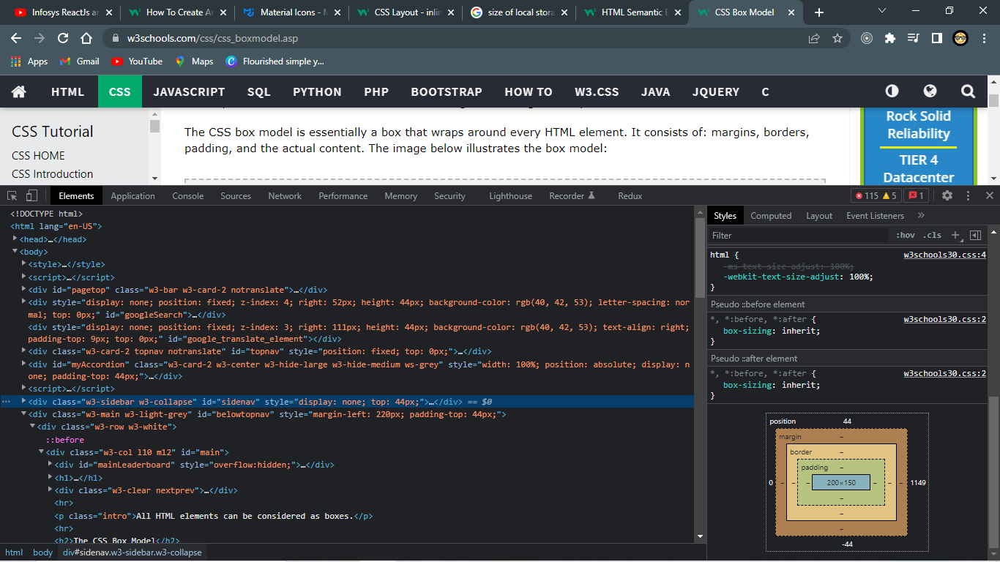 Infosys ReactJs a
How To Create Ar
Material Icons - M
CSS Layout - inlin
size of local stora
HTML Semantic E
CSS Box Model
w3schools.com/css/css_boxmodel.asp
Apps
Gmail
YouTube
Maps
Flourished simple y...
HTML
CSS
JAVASCRIPT
SQL
PYTHON
PHP
BOOTSTRAP
HOW TO
W3.CSS
JAVA
JQUERY
C
CSS Tutorial
CSS HOME
CSS Introduction
The CSS box model is essentially a box that wraps around every HTML element. It consists of: margins, borders,
padding, and the actual content. The image below illustrates the box model:
Rock Solid
Reliability
TIER 4
Datacenter
Elements
Application
Console
Sources
Network
Performance
Memory
Security
Lighthouse
Recorder
Redux
115
5
1
<!DOCTYPE html>
<html lang="en-US">
<head>…</head>
<body>
<style>…</style>
<script>…</script>
<div id="pagetop" class="w3-bar w3-card-2 notranslate">…</div>
<div style="display: none; position: fixed; z-index: 4; right: 52px; height: 44px; background-color: rgb(40, 42, 53); letter-spacing: nor
mal; top: 0px;" id="googleSearch">…</div>
<div style="display: none; position: fixed; z-index: 3; right: 111px; height: 44px; background-color: rgb(40, 42, 53); text-align: right;
padding-top: 9px; top: 0px;" id="google_translate_element"></div>
<div class="w3-card-2 topnav notranslate" id="topnav" style="position: fixed; top: 0px;">…</div>
<div id="myAccordion" class="w3-card-2 w3-center w3-hide-large w3-hide-medium ws-grey" style="width: 100%; position: absolute; display: n
one; padding-top: 44px;">…</div>
<script>…</script>
<div class="w3-sidebar w3-collapse" id="sidenav" style="display: none; top: 44px;">…</div> == $0
<div class="w3-main w3-light-grey" id="belowtopnav" style="margin-left: 220px; padding-top: 44px;">
<div class="w3-row w3-white">
::before
<div class="w3-col l10 m12" id="main">
<div id="mainLeaderboard" style="overflow:hidden;">…</div>
<h1>…</h1>
<div class="w3-clear nextprev">…</div>
<hr>
<p class="intro">All HTML elements can be considered as boxes.</p>
<hr>
<h2>The CSS Box Model</h2>
html
body
div#sidenav.w3-sidebar.w3-collapse
Styles
Computed
Layout
Event Listeners
Filter
:hov
.cls
html {
w3schools30.css:4
-ms-text-size-adjust: 100%;
-webkit-text-size-adjust: 100%;
}
Pseudo ::before element
*, *:before, *:after {
w3schools30.css:2
box-sizing: inherit;
}
Pseudo ::after element
*, *:before, *:after {
w3schools30.css:2
box-sizing: inherit;
}
position
44
margin
–
border
–
padding
–
0
–
–
–
200×150
–
–
–
1149
–
–
–
-44